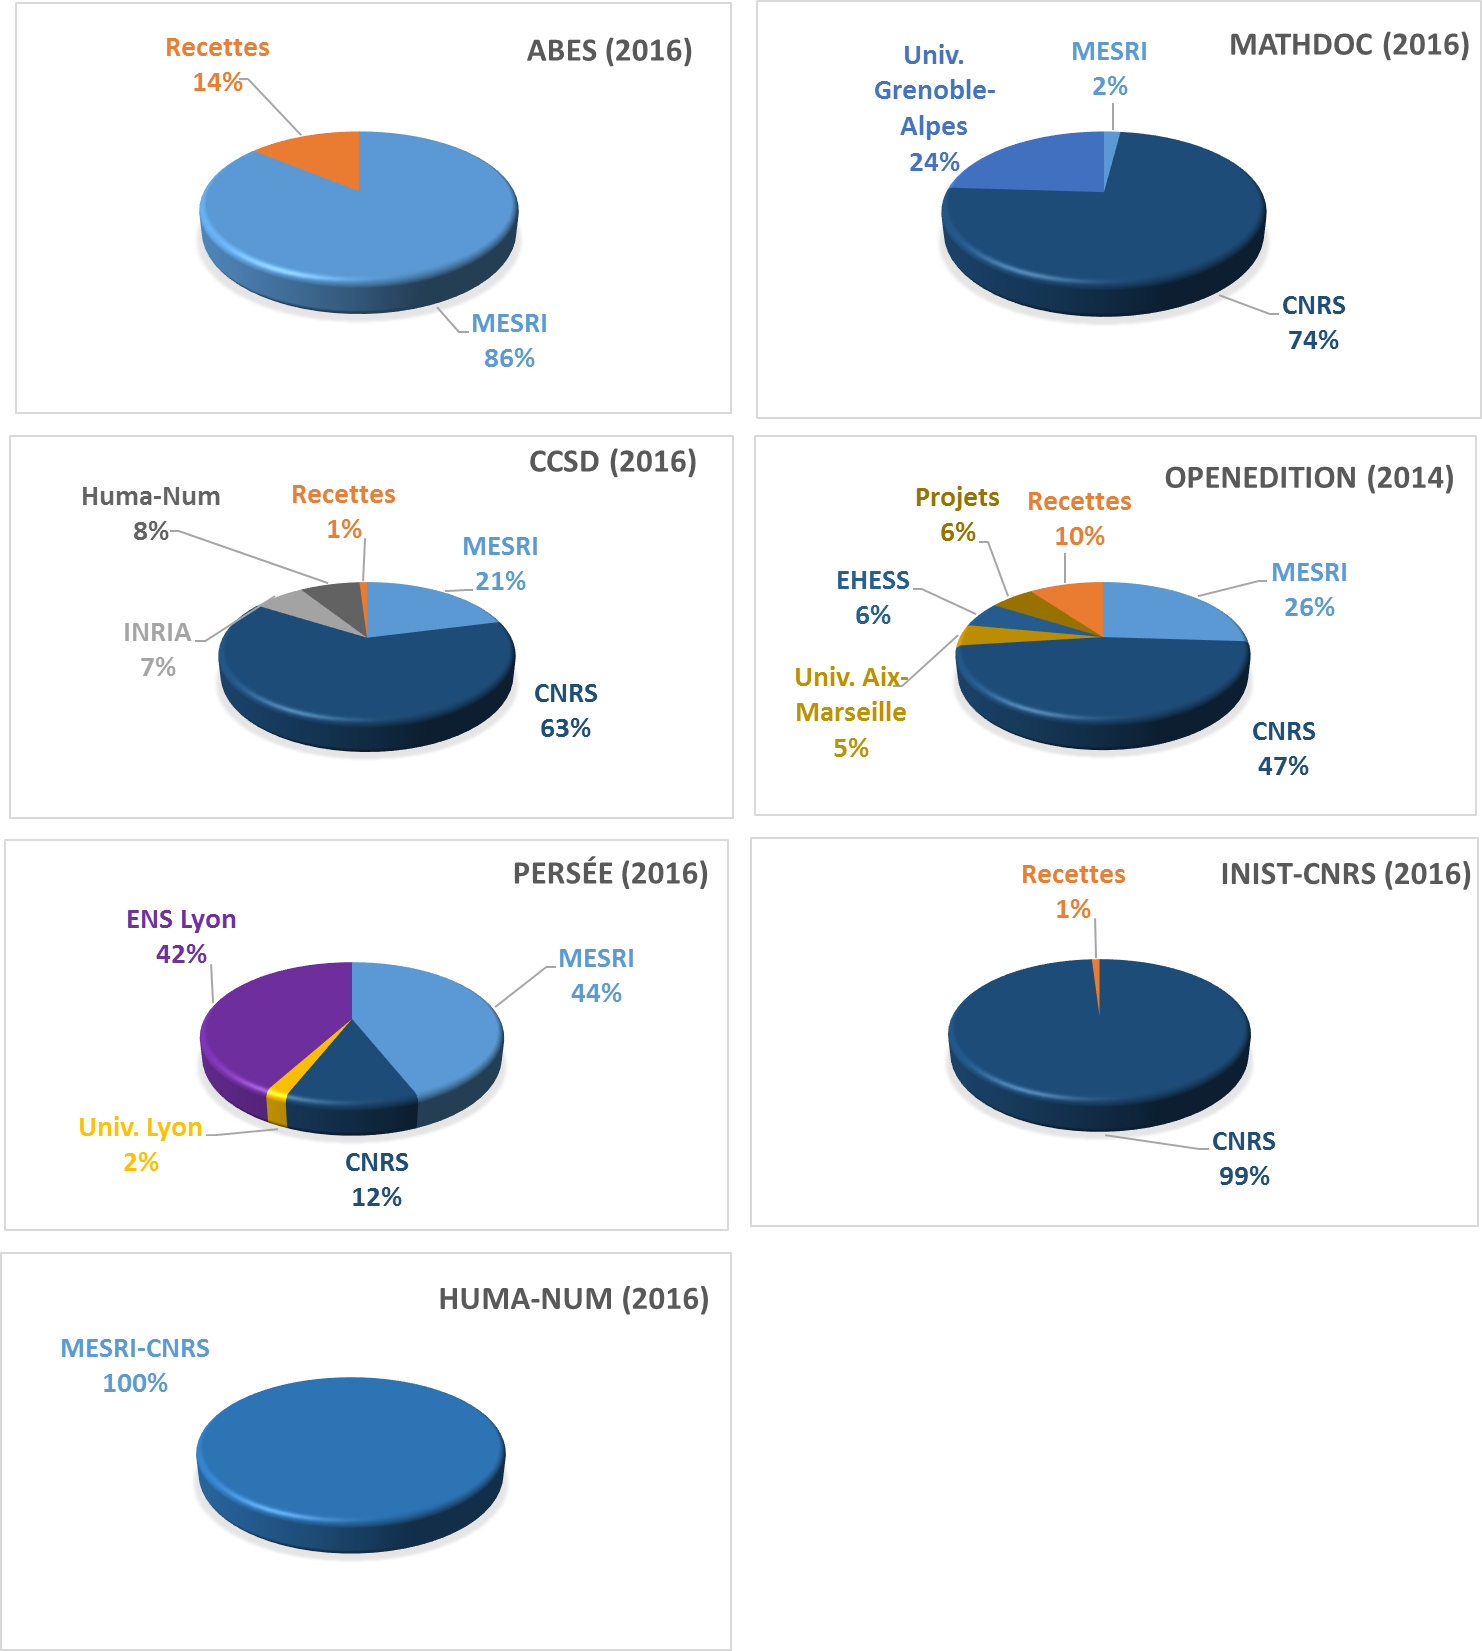 ABES (2016)
Recettes
14%
MESRI
86%
MATHDOC (2016)
Univ.
Grenoble-
Alpes
24%
MESRI
2%
CNRS
74%
CCSD (2016)
Huma-Num
8%
Recettes
1%
MESRI
21%
INRIA
7%
CNRS
63%
OPENEDITION (2014)
Projets
6%
Recettes
10%
EHESS
6%
MESRI
26%
Univ. Aix-
Marseille
5%
CNRS
47%
PERSÉE (2016)
ENS Lyon
42%
MESRI
44%
Univ. Lyon
2%
CNRS
12%
INIST-CNRS (2016)
Recettes
1%
CNRS
99%
HUMA-NUM (2016)
MESRI-CNRS
100%